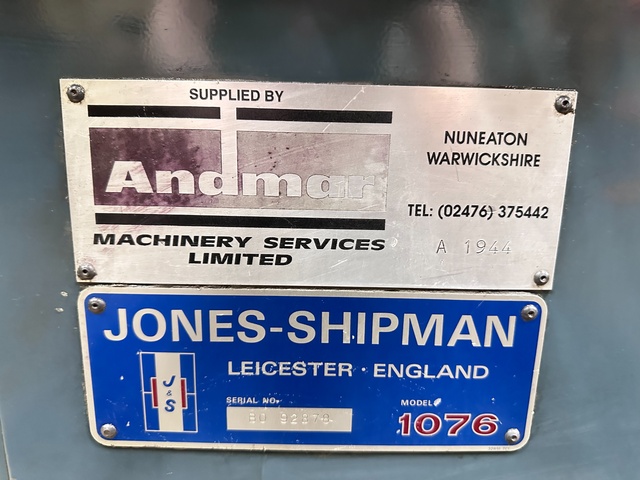 SUPPLIED BY
Andmar
MACHINERY SERVICES
LIMITED
NUNEATON
WARWICKSHIRE
TEL: (02476) 375442
A 1944
JONES-SHIPMAN
LEICESTER · ENGLAND
J
&
S
SERIAL No.
MODEL
1076